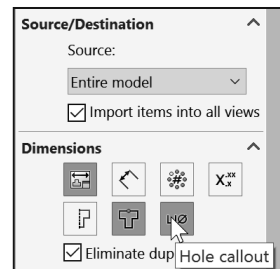 Source/Destination
Source:
Entire model
Import items into all views
Dimensions
Eliminate dup
Hole callout